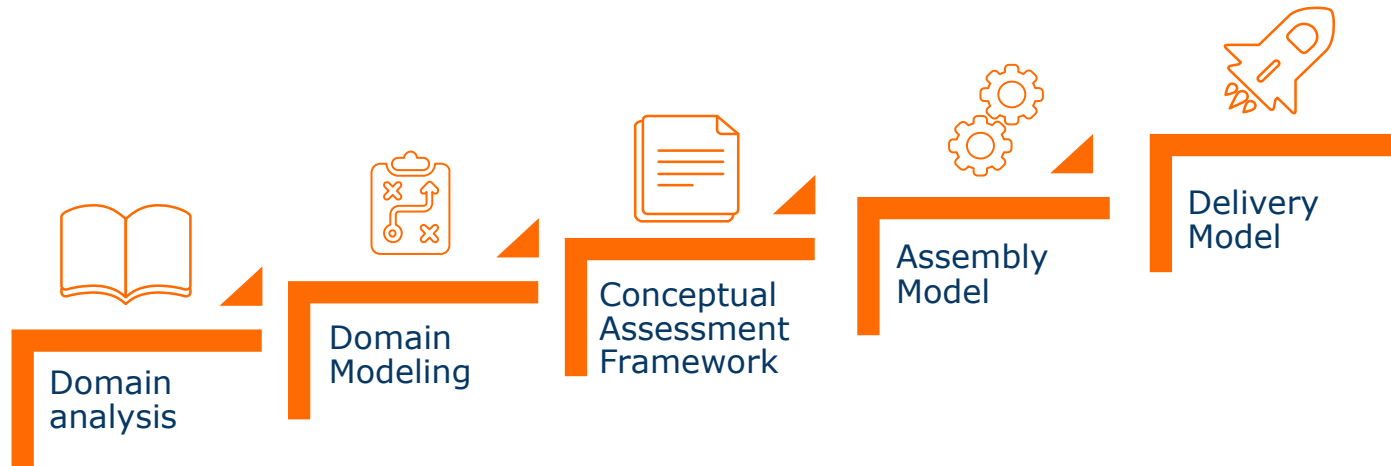 Domain
analysis
Domain
Modeling
Conceptual
Assessment
Framework
Assembly
Model
Delivery
Model